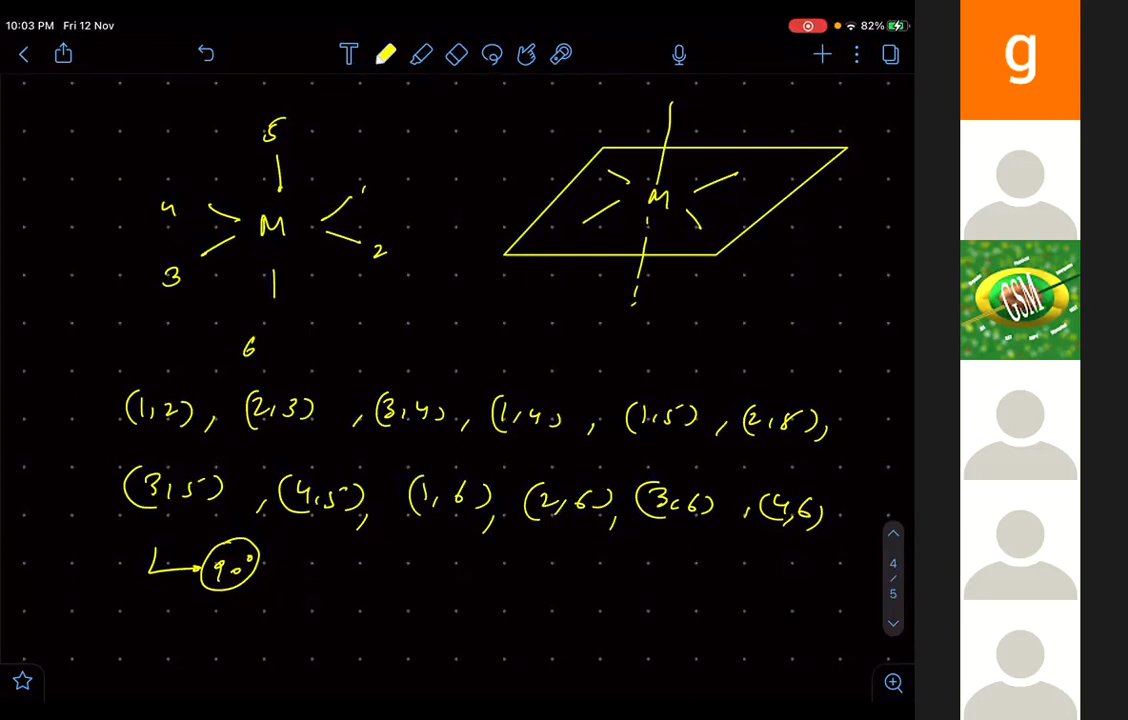 10:03 PM Fri 12 Nov
82%
g
5
4 M 1
3 2
6
M
GSM
(1,2), (2,3), (3,4), (1,4), (1,5), (2,5),
(3,5), (4,5), (1,6), (2,6), (3,6), (4,6)
90°
4
/
5